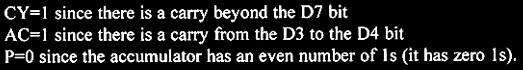 CY=1 since there is a carry beyond the D7 bit
AC=1 since there is a carry from the D3 to the D4 bit
P=0 since the accumulator has an even number of 1s (it has zero 1s).